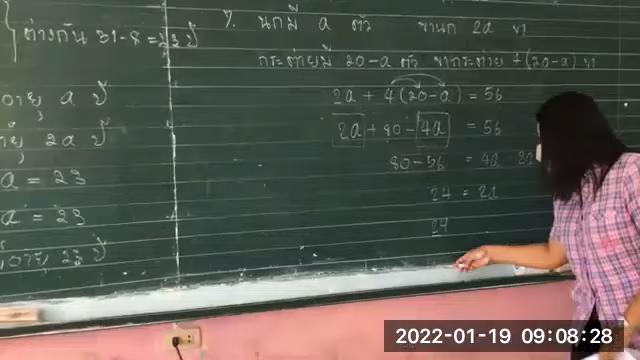 ต่างกัน 31-8 = 23 ปี
อายุ a ปี
อายุ 2a ปี
a = 23
a = 23
อายุ 23 ปี
7. นกมี a ตัว ขานก 2a ขา
กระต่ายมี 20-a ตัว ขากระต่าย 4(20-a) ขา
2a + 4(20-a) = 56
2a + 80 - 4a = 56
80 - 56 = 4a - 2a
24 = 2a
24
2022-01-19 09:08:28